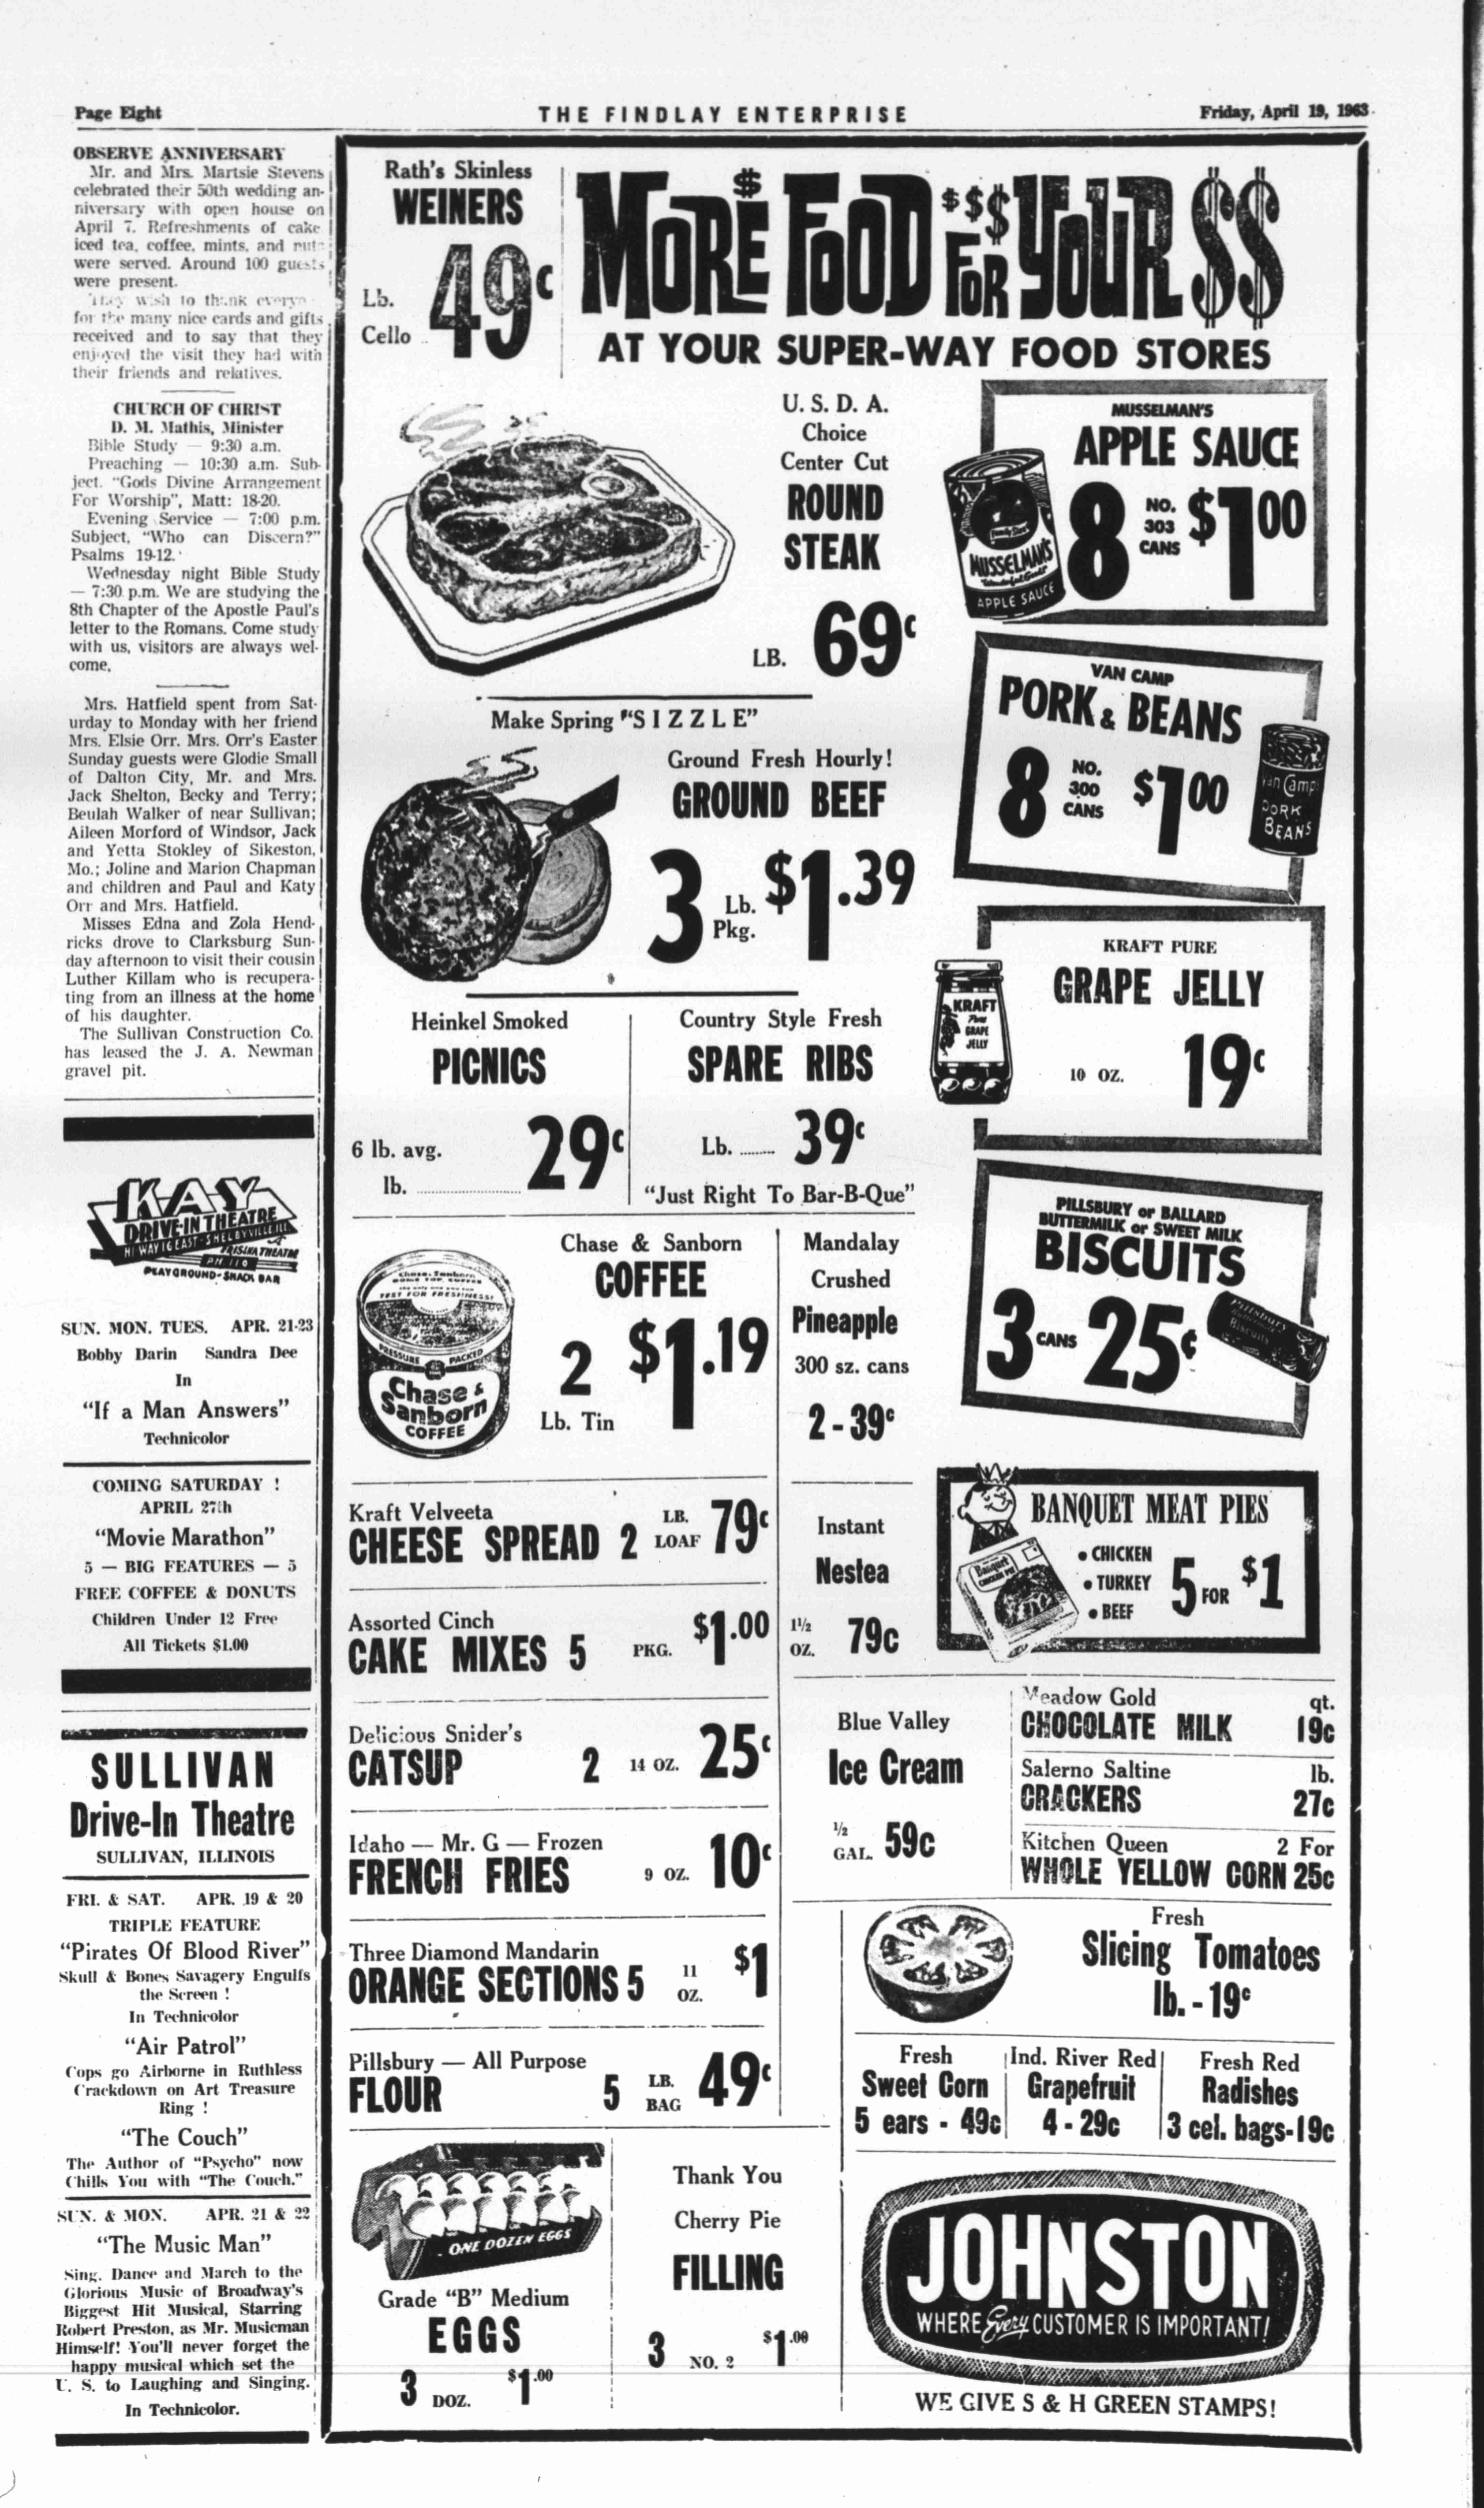 Page Eight
THE FINDLAY ENTERPRISE
Friday, April 19, 1963
OBSERVE ANNIVERSARY
Mr. and Mrs. Martsie Stevens
celebrated their 50th wedding an-
niversary with open house on
April 7. Refreshments of cake
iced tea, coffee, mints, and nuts
were served. Around 100 guests
were present.
They wish to thank everyo
for the many nice cards and gifts
received and to say that they
enjoyed the visit they had with
their friends and relatives.
CHURCH OF CHRIST
D. M. Mathis, Minister
Bible Study — 9:30 a.m.
Preaching — 10:30 a.m. Sub-
ject. "Gods Divine Arrangement
For Worship", Matt: 18-20.
Evening Service — 7:00 p.m.
Subject, "Who can Discern?"
Psalms 19-12.
Wednesday night Bible Study
— 7:30 p.m. We are studying the
8th Chapter of the Apostle Paul's
letter to the Romans. Come study
with us, visitors are always wel-
come.
Mrs. Hatfield spent from Sat-
urday to Monday with her friend
Mrs. Elsie Orr. Mrs. Orr's Easter
Sunday guests were Glodie Small
of Dalton City, Mr. and Mrs.
Jack Shelton, Becky and Terry;
Beulah Walker of near Sullivan;
Aileen Morford of Windsor, Jack
and Yetta Stokley of Sikeston,
Mo.; Joline and Marion Chapman
and children and Paul and Katy
Orr and Mrs. Hatfield.
Misses Edna and Zola Hend-
ricks drove to Clarksburg Sun-
day afternoon to visit their cousin
Luther Killam who is recupera-
ting from an illness at the home
of his daughter.
The Sullivan Construction Co.
has leased the J. A. Newman
gravel pit.
KAY
DRIVE-IN THEATRE
HI WAY 16 EAST - SHELBYVILLE ILL
A FRISINA THEATRE
PH 110
PLAYGROUND - SNACK BAR
SUN. MON. TUES. APR. 21-23
Bobby Darin Sandra Dee
In
"If a Man Answers"
Technicolor
COMING SATURDAY !
APRIL 27th
"Movie Marathon"
5 — BIG FEATURES — 5
FREE COFFEE & DONUTS
Children Under 12 Free
All Tickets $1.00
SULLIVAN
Drive-In Theatre
SULLIVAN, ILLINOIS
FRI. & SAT. APR. 19 & 20
TRIPLE FEATURE
"Pirates Of Blood River"
Skull & Bones Savagery Engulfs
the Screen !
In Technicolor
"Air Patrol"
Cops go Airborne in Ruthless
Crackdown on Art Treasure
Ring !
"The Couch"
The Author of "Psycho" now
Chills You with "The Couch."
SUN. & MON. APR. 21 & 22
"The Music Man"
Sing, Dance and March to the
Glorious Music of Broadway's
Biggest Hit Musical, Starring
Robert Preston, as Mr. Musicman
Himself! You'll never forget the
happy musical which set the
U. S. to Laughing and Singing.
In Technicolor.
Rath's Skinless
WEINERS
Lb.
Cello
49c
MORE FOOD FOR YOUR $$
AT YOUR SUPER-WAY FOOD STORES
U. S. D. A.
Choice
Center Cut
ROUND
STEAK
LB. 69c
Make Spring "S I Z Z L E"
Ground Fresh Hourly!
GROUND BEEF
3 Lb. Pkg. $1.39
Heinkel Smoked
PICNICS
6 lb. avg.
lb. 29c
Country Style Fresh
SPARE RIBS
Lb. 39c
"Just Right To Bar-B-Que"
MUSSELMAN'S
APPLE SAUCE
8 NO. 303 CANS $1 00
MUSSELMAN'S
APPLE SAUCE
VAN CAMP
PORK & BEANS
8 NO. 300 CANS $1 00
Van Camp
PORK
BEANS
KRAFT PURE
GRAPE JELLY
10 OZ. 19c
KRAFT
Pure
GRAPE
JELLY
PILLSBURY or BALLARD
BUTTERMILK or SWEET MILK
BISCUITS
3 CANS 25c
Pillsbury
Biscuits
Chase & Sanborn
COFFEE
2 Lb. Tin $1.19
TEST FOR FRESHNESS!
PRESSURE PACKED
Chase &
Sanborn
COFFEE
Mandalay
Crushed
Pineapple
300 sz. cans
2 - 39c
Kraft Velveeta
CHEESE SPREAD 2 LB. LOAF 79c
Assorted Cinch
CAKE MIXES 5 PKG. $1.00
Delicious Snider's
CATSUP 2 14 OZ. 25c
Idaho — Mr. G — Frozen
FRENCH FRIES 9 OZ. 10c
Three Diamond Mandarin
ORANGE SECTIONS 5 11 OZ. $1
Pillsbury — All Purpose
FLOUR 5 LB. BAG 49c
Instant
Nestea
1½ OZ. 79c
BANQUET MEAT PIES
• CHICKEN
• TURKEY
• BEEF
5 FOR $1
Banquet
CHICKEN PIE
Blue Valley
Ice Cream
½ GAL. 59c
Meadow Gold qt.
CHOCOLATE MILK 19c
Salerno Saltine lb.
CRACKERS 27c
Kitchen Queen 2 For
WHOLE YELLOW CORN 25c
Fresh
Slicing Tomatoes
lb. - 19c
Fresh
Sweet Corn
5 ears - 49c
Ind. River Red
Grapefruit
4 - 29c
Fresh Red
Radishes
3 cel. bags-19c
ONE DOZEN EGGS
Grade "B" Medium
EGGS
3 DOZ. $1.00
Thank You
Cherry Pie
FILLING
3 NO. 2 $1.00
JOHNSTON
WHERE Every CUSTOMER IS IMPORTANT!
WE GIVE S & H GREEN STAMPS!